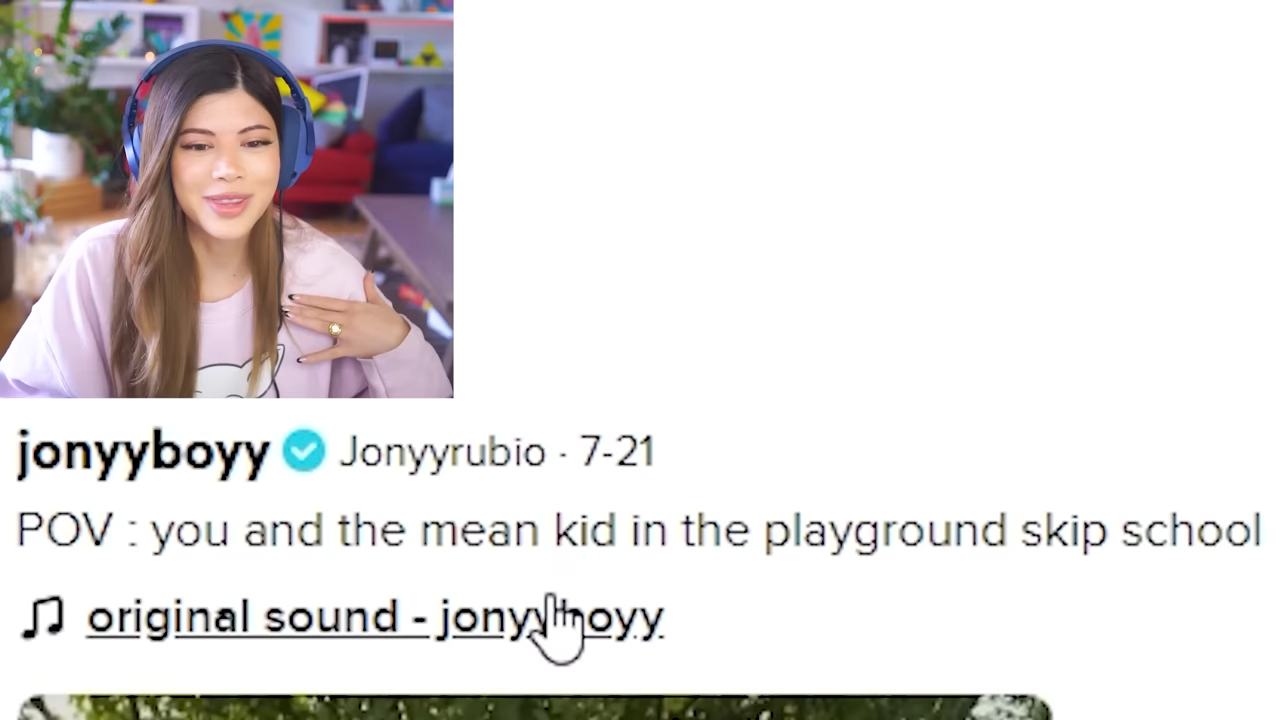 jonyyboyy Jonyyrubio · 7-21
POV : you and the mean kid in the playground skip school
original sound - jonyyboyy